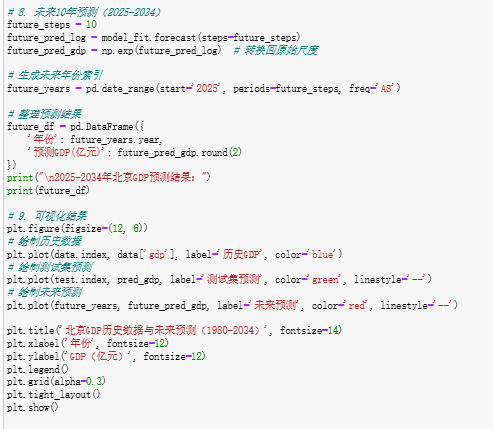 # 8. 未来10年预测（2025-2034）
future_steps = 10
future_pred_log = model_fit.forecast(steps=future_steps)
future_pred_gdp = np.exp(future_pred_log)  # 转换回原始尺度
# 生成未来年份索引
future_years = pd.date_range(start='2025', periods=future_steps, freq='AS')
# 整理预测结果
future_df = pd.DataFrame({
    '年份': future_years.year,
    '预测GDP(亿元)': future_pred_gdp.round(2)
})
print("\n2025-2034年北京GDP预测结果：")
print(future_df)
# 9. 可视化结果
plt.figure(figsize=(12, 6))
# 绘制历史数据
plt.plot(data.index, data['gdp'], label='历史GDP', color='blue')
# 绘制测试集预测
plt.plot(test.index, pred_gdp, label='测试集预测', color='green', linestyle='--')
# 绘制未来预测
plt.plot(future_years, future_pred_gdp, label='未来预测', color='red', linestyle='--')
plt.title('北京GDP历史数据与未来预测（1980-2034）', fontsize=14)
plt.xlabel('年份', fontsize=12)
plt.ylabel('GDP（亿元）', fontsize=12)
plt.legend()
plt.grid(alpha=0.3)
plt.tight_layout()
plt.show()